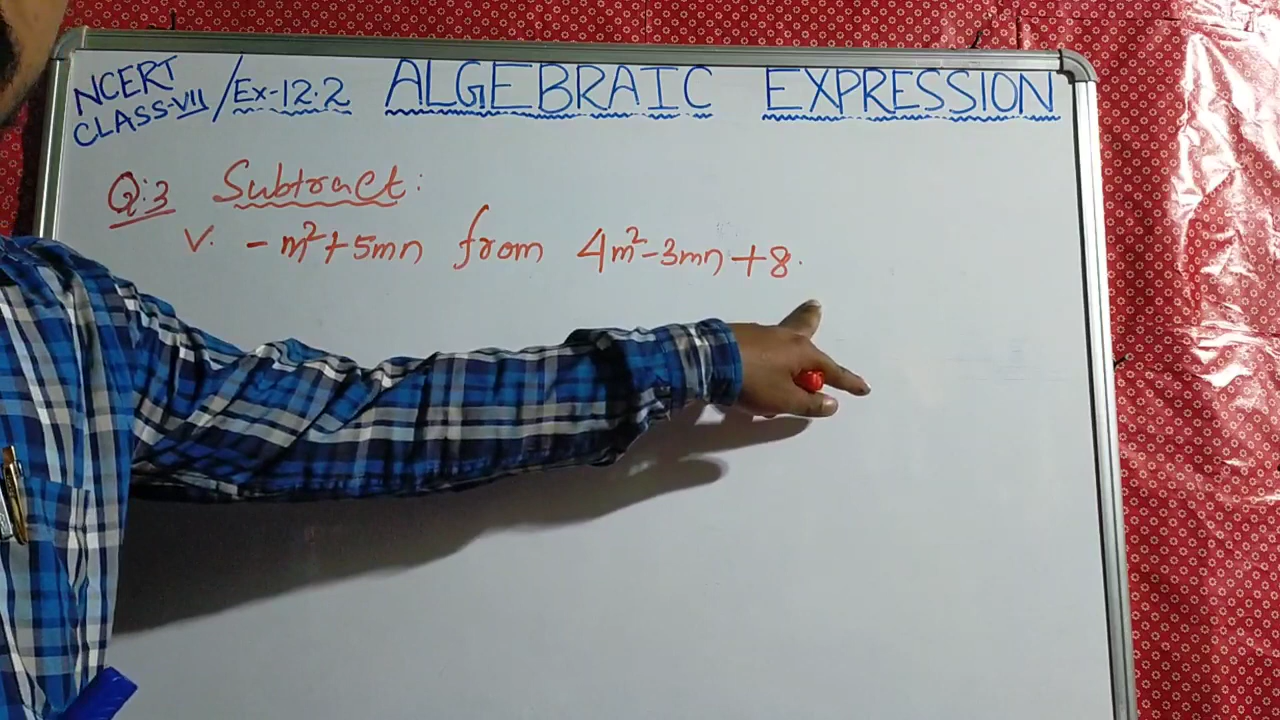 NCERT
CLASS-VII / Ex-12.2 ALGEBRAIC EXPRESSION
Q:3 Subtract:
V. -m²+5mn from 4m²-3mn+8.